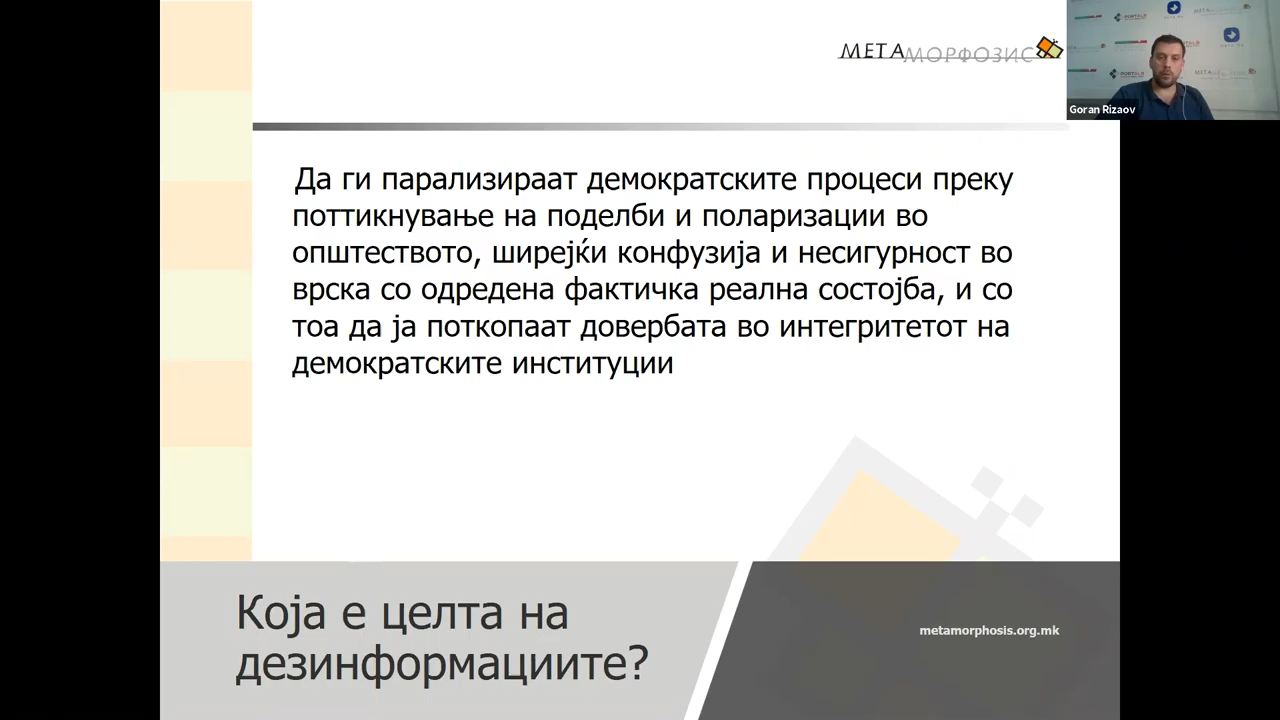 МЕТАМОРФОЗИС
Goran Rizaov
Да ги парализираат демократските процеси преку
поттикнување на поделби и поларизации во
општеството, ширејќи конфузија и несигурност во
врска со одредена фактичка реална состојба, и со
тоа да ја поткопаат довербата во интегритетот на
демократските институции
Која е целта на
дезинформациите?
metamorphosis.org.mk